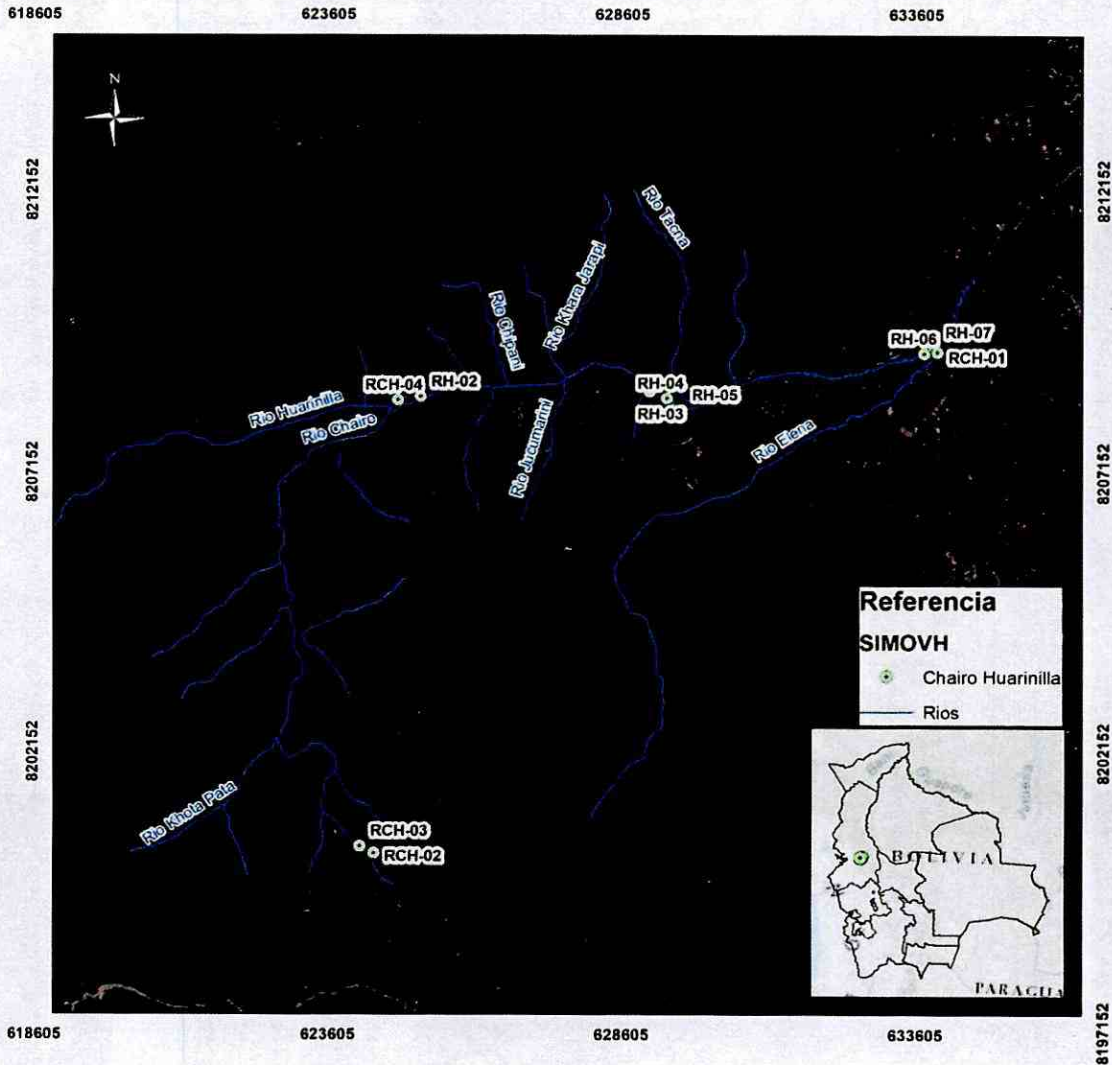 618605 623605 628605 633605
N
8212152
8212152
Rio Tacna
Rio Khara Jarapi
Rio Chipani
RH-06
RH-07
RCH-01
RCH-04
RH-02
RH-04
RH-05
RH-03
Rio Huarinilla
Rio Chairo
Rio Jucumarini
Rio Elena
8207152
8207152
Referencia
SIMOVH
Chairo Huarinilla
Rios
8202152
8202152
Rio Khota Pata
RCH-03
RCH-02
BOLIVIA
PARAGUA
618605 623605 628605 633605
8197152